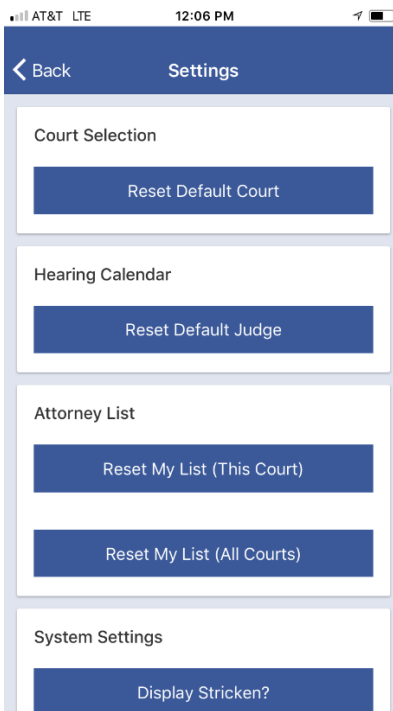 AT&T LTE 12:06 PM
Back Settings
Court Selection
Reset Default Court
Hearing Calendar
Reset Default Judge
Attorney List
Reset My List (This Court)
Reset My List (All Courts)
System Settings
Display Stricken?